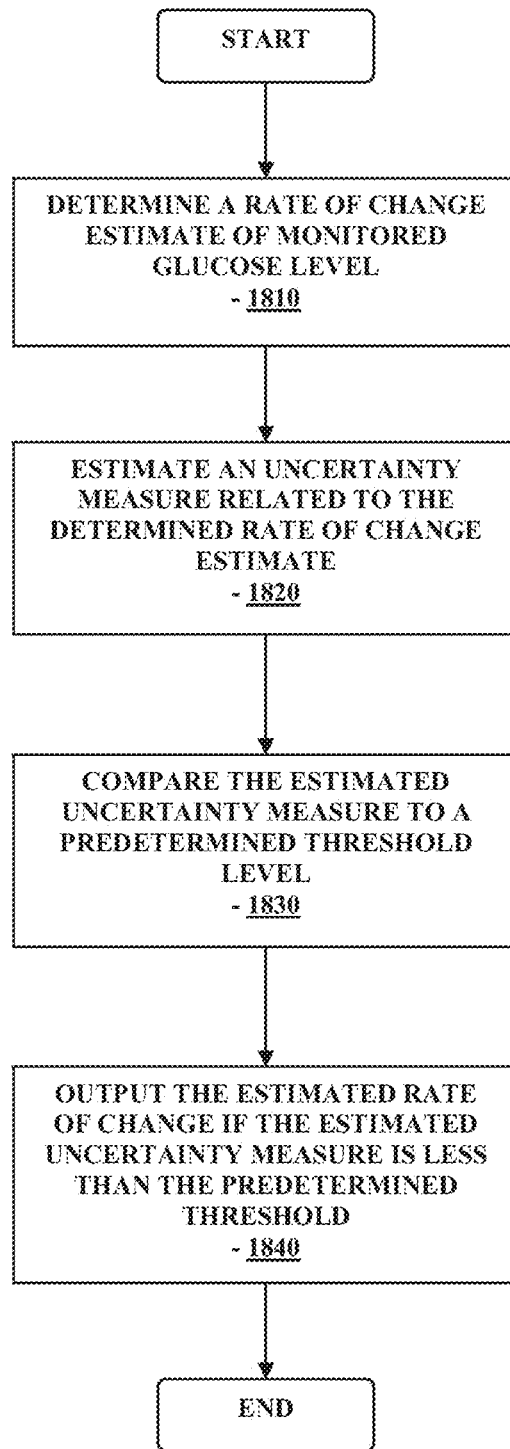 START
DETERMINE A RATE OF CHANGE
ESTIMATE OF MONITORED
GLUCOSE LEVEL
- 1810
ESTIMATE AN UNCERTAINTY
MEASURE RELATED TO THE
DETERMINED RATE OF CHANGE
ESTIMATE
- 1820
COMPARE THE ESTIMATED
UNCERTAINTY MEASURE TO A
PREDETERMINED THRESHOLD
LEVEL
- 1830
OUTPUT THE ESTIMATED RATE
OF CHANGE IF THE ESTIMATED
UNCERTAINTY MEASURE IS LESS
THAN THE PREDETERMINED
THRESHOLD
- 1840
END